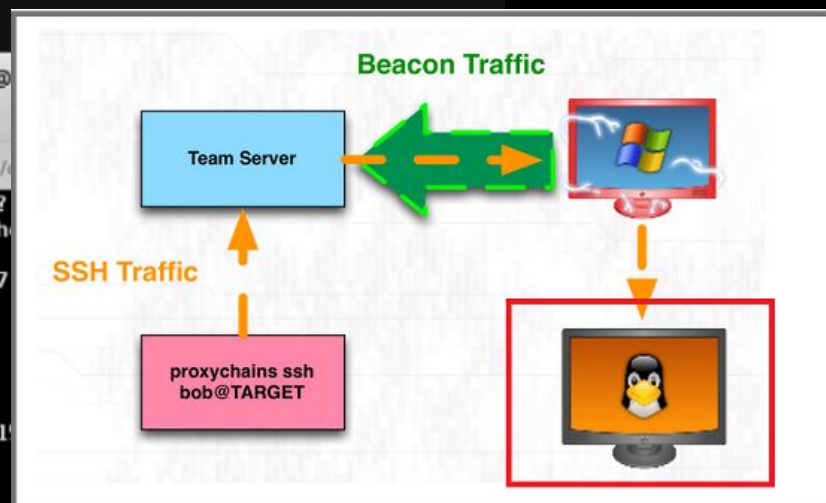 Beacon Traffic
Team Server
SSH Traffic
proxychains ssh
bob@TARGET